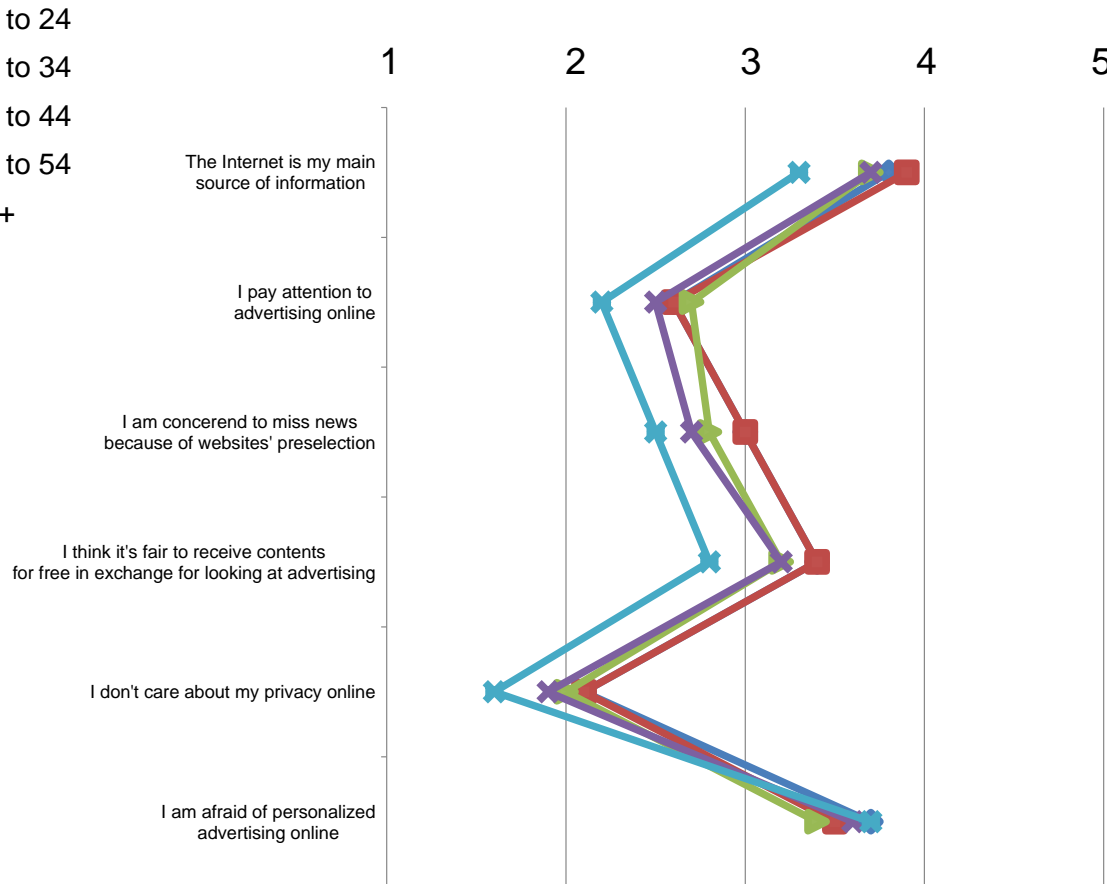 to 24
to 34
to 44
to 54
+
1 2 3 4 5
The Internet is my main
source of information
I pay attention to
advertising online
I am concerend to miss news
because of websites' preselection
I think it's fair to receive contents
for free in exchange for looking at advertising
I don't care about my privacy online
I am afraid of personalized
advertising online